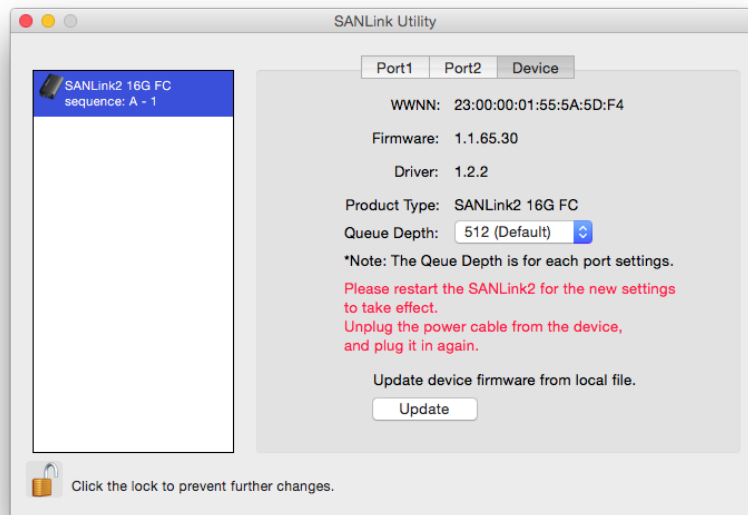 SANLink Utility
SANLink2 16G FC
sequence: A - 1
Port1 Port2 Device
WWNN: 23:00:00:01:55:5A:5D:F4
Firmware: 1.1.65.30
Driver: 1.2.2
Product Type: SANLink2 16G FC
Queue Depth: 512 (Default)
*Note: The Qeue Depth is for each port settings.
Please restart the SANLink2 for the new settings
to take effect.
Unplug the power cable from the device,
and plug it in again.
Update device firmware from local file.
Update
Click the lock to prevent further changes.